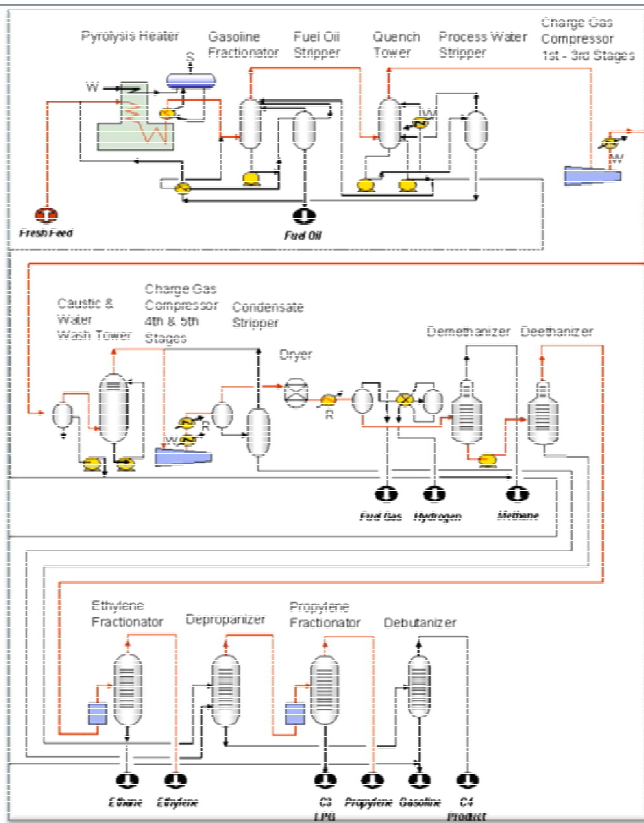 Pyrolysis Heater
Gasoline
Fractionator
Fuel Oil
Stripper
Quench
Tower
Process Water
Stripper
Charge Gas
Compressor
1st - 3rd Stages
S
W
W
W
Fresh Feed
Fuel Oil
Caustic &
Water
Wash Tower
Charge Gas
Compressor
4th & 5th
Stages
Condensate
Stripper
Dryer
Demethanizer
Deethanizer
R
W
R
Fuel Gas
Hydrogen
Methane
Ethylene
Fractionator
Depropanizer
Propylene
Fractionator
Debutanizer
Ethane
Ethylene
C3
LPG
Propylene
Gasoline
C4
Product